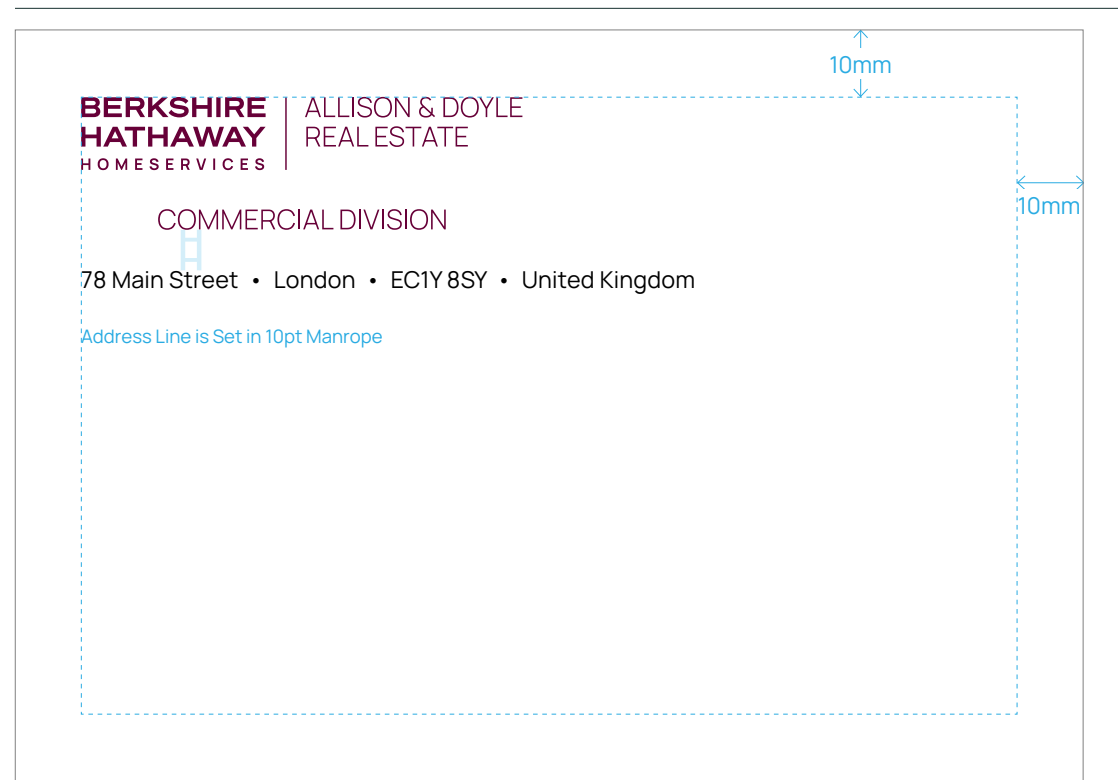 10mm
BERKSHIRE
HATHAWAY
HOMESERVICES
ALLISON & DOYLE
REAL ESTATE
10mm
COMMERCIAL DIVISION
H
78 Main Street • London • EC1Y 8SY • United Kingdom
Address Line is Set in 10pt Manrope